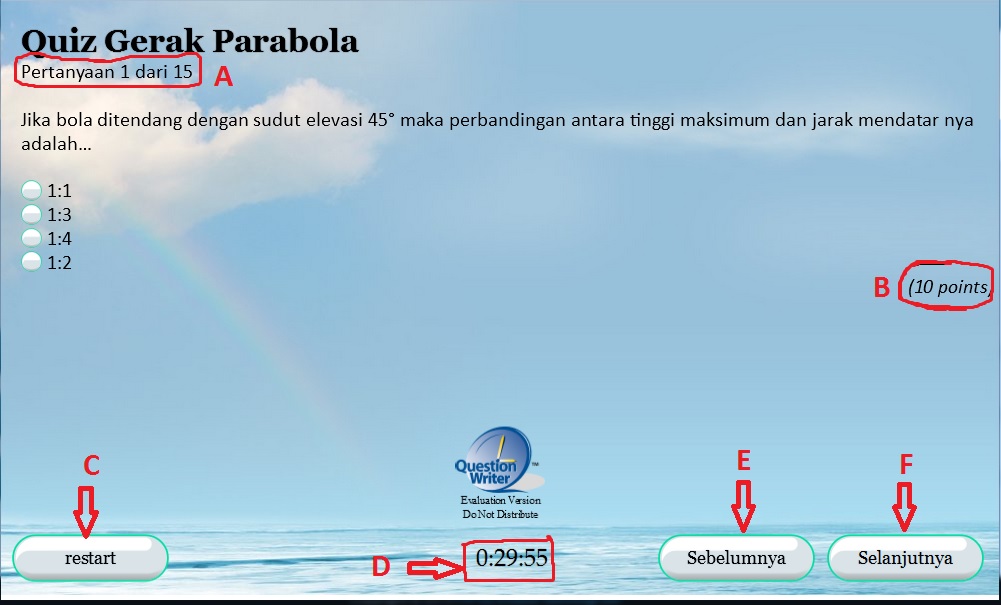 Quiz Gerak Parabola
Pertanyaan 1 dari 15 A
Jika bola ditendang dengan sudut elevasi 45° maka perbandingan antara tinggi maksimum dan jarak mendatar nya
adalah...
1:1
1:3
1:4
1:2
B (10 points)
Question
Writer ™
Evaluation Version
Do Not Distribute
C
E
F
restart
D
0:29:55
Sebelumnya
Selanjutnya